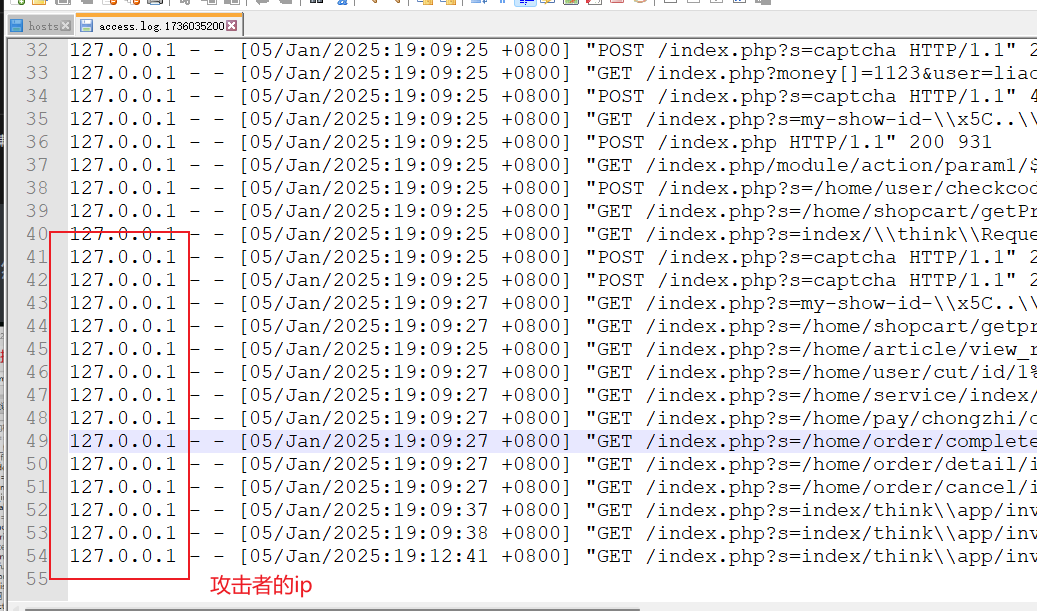 hosts
access.log.1736035200
32 127.0.0.1 - - [05/Jan/2025:19:09:25 +0800] "POST /index.php?s=captcha HTTP/1.1" 2
33 127.0.0.1 - - [05/Jan/2025:19:09:25 +0800] "GET /index.php?money[]=1123&user=liao
34 127.0.0.1 - - [05/Jan/2025:19:09:25 +0800] "POST /index.php?s=captcha HTTP/1.1" 4
35 127.0.0.1 - - [05/Jan/2025:19:09:25 +0800] "GET /index.php?s=my-show-id-\\x5C..\\
36 127.0.0.1 - - [05/Jan/2025:19:09:25 +0800] "POST /index.php HTTP/1.1" 200 931
37 127.0.0.1 - - [05/Jan/2025:19:09:25 +0800] "GET /index.php/module/action/param1/$
38 127.0.0.1 - - [05/Jan/2025:19:09:25 +0800] "POST /index.php?s=/home/user/checkcod
39 127.0.0.1 - - [05/Jan/2025:19:09:25 +0800] "GET /index.php?s=/home/shopcart/getPr
40 127.0.0.1 - - [05/Jan/2025:19:09:25 +0800] "GET /index.php?s=index/\\think\\Reque
41 127.0.0.1 - - [05/Jan/2025:19:09:25 +0800] "POST /index.php?s=captcha HTTP/1.1" 2
42 127.0.0.1 - - [05/Jan/2025:19:09:25 +0800] "POST /index.php?s=captcha HTTP/1.1" 2
43 127.0.0.1 - - [05/Jan/2025:19:09:27 +0800] "GET /index.php?s=my-show-id-\\x5C..\\
44 127.0.0.1 - - [05/Jan/2025:19:09:27 +0800] "GET /index.php?s=/home/shopcart/getpr
45 127.0.0.1 - - [05/Jan/2025:19:09:25 +0800] "GET /index.php?s=/home/article/view_r
46 127.0.0.1 - - [05/Jan/2025:19:09:27 +0800] "GET /index.php?s=/home/user/cut/id/1%
47 127.0.0.1 - - [05/Jan/2025:19:09:27 +0800] "GET /index.php?s=/home/service/index/
48 127.0.0.1 - - [05/Jan/2025:19:09:27 +0800] "GET /index.php?s=/home/pay/chongzhi/o
49 127.0.0.1 - - [05/Jan/2025:19:09:27 +0800] "GET /index.php?s=/home/order/complete
50 127.0.0.1 - - [05/Jan/2025:19:09:27 +0800] "GET /index.php?s=/home/order/detail/i
51 127.0.0.1 - - [05/Jan/2025:19:09:27 +0800] "GET /index.php?s=/home/order/cancel/i
52 127.0.0.1 - - [05/Jan/2025:19:09:37 +0800] "GET /index.php?s=index/think\\app/inv
53 127.0.0.1 - - [05/Jan/2025:19:09:38 +0800] "GET /index.php?s=index/think\\app/inv
54 127.0.0.1 - - [05/Jan/2025:19:12:41 +0800] "GET /index.php?s=index/think\\app/inv
55
攻击者的ip